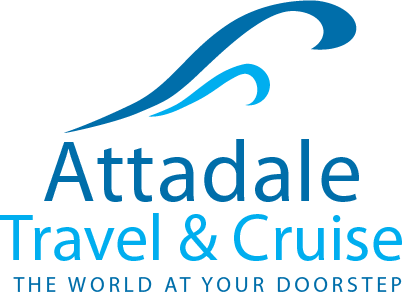 Attadale
Travel & Cruise
THE WORLD AT YOUR DOORSTEP